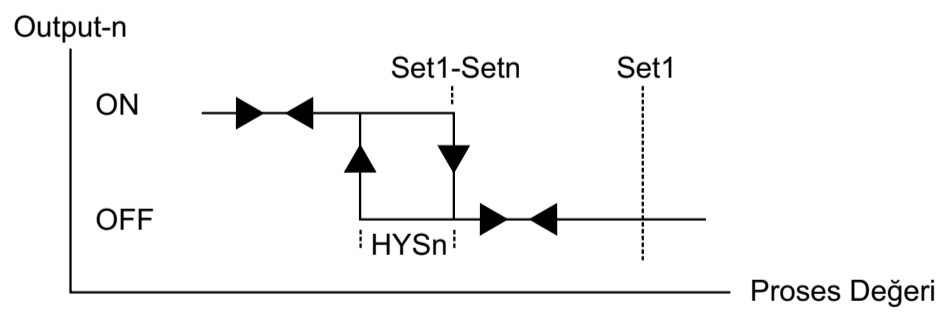 Output-n
Set1-Setn
Set1
ON
OFF
HYSn
Proses Değeri